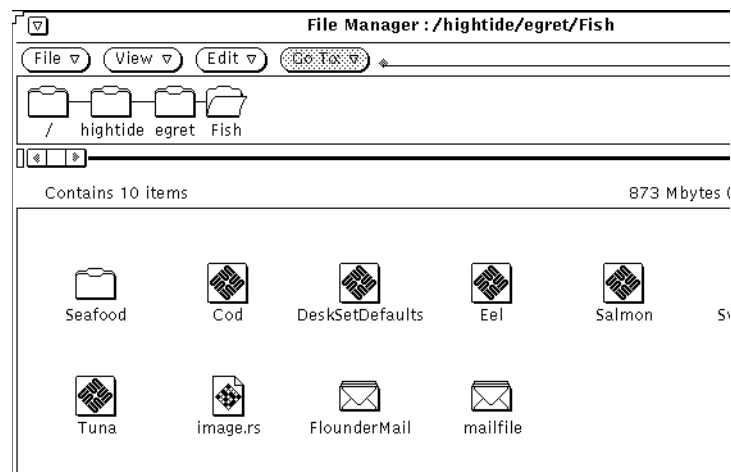 File Manager : /hightide/egret/Fish
File View Edit Go To:
/ hightide egret Fish
Contains 10 items 873 Mbytes (
Seafood Cod DeskSetDefaults Eel Salmon
Tuna image.rs FlounderMail mailfile